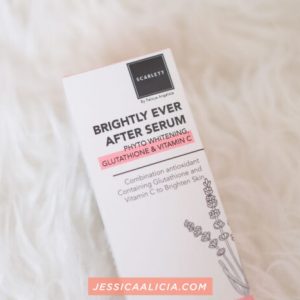 SCARLETT
By Felicya Angelista
BRIGHTLY EVER
AFTER SERUM
PHYTO WHITENING,
GLUTATHIONE & VITAMIN C
Combination antioxidant
Containing Glutathione and
Vitamin C to Brighten Skin
JESSICAALICIA.COM